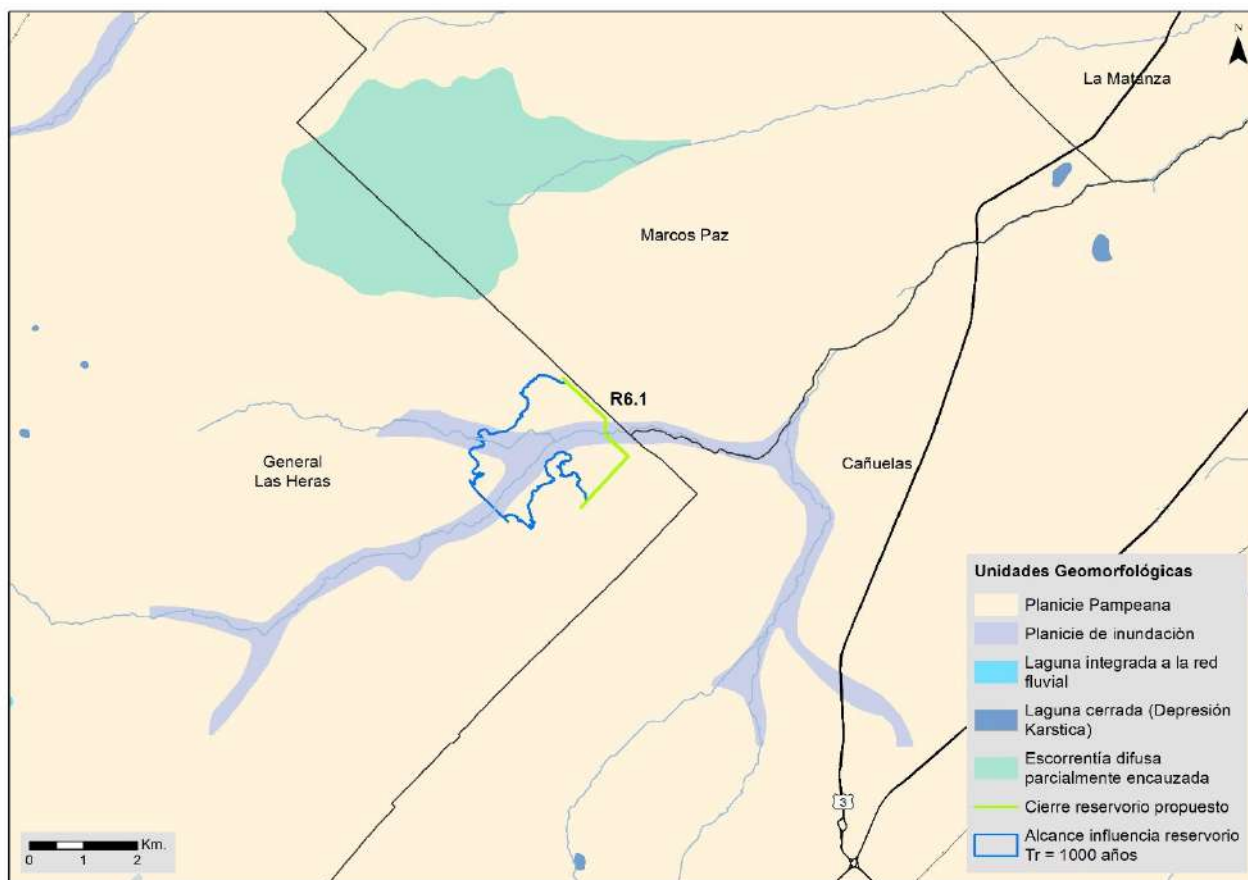 N
La Matanza
Marcos Paz
R6.1
General
Las Heras
Cañuelas
3
Unidades Geomorfológicas
Planicie Pampeana
Planicie de inundación
Laguna integrada a la red
fluvial
Laguna cerrada (Depresión
Karstica)
Escorrentía difusa
parcialmente encauzada
Cierre reservorio propuesto
Alcance influencia reservorio
Tr = 1000 años
Km.
0 1 2